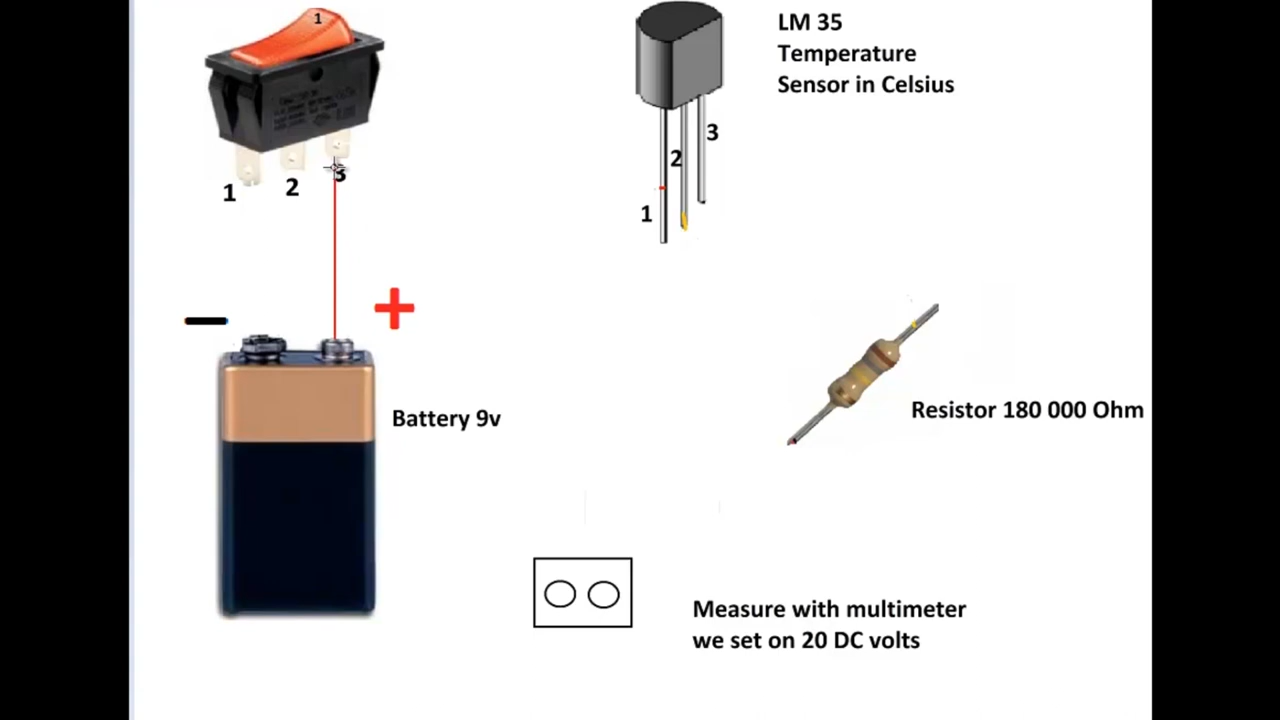 1
1
2
3
LM 35
Temperature
Sensor in Celsius
1
2
3
−
+
Battery 9v
Resistor 180 000 Ohm
Measure with multimeter
we set on 20 DC volts